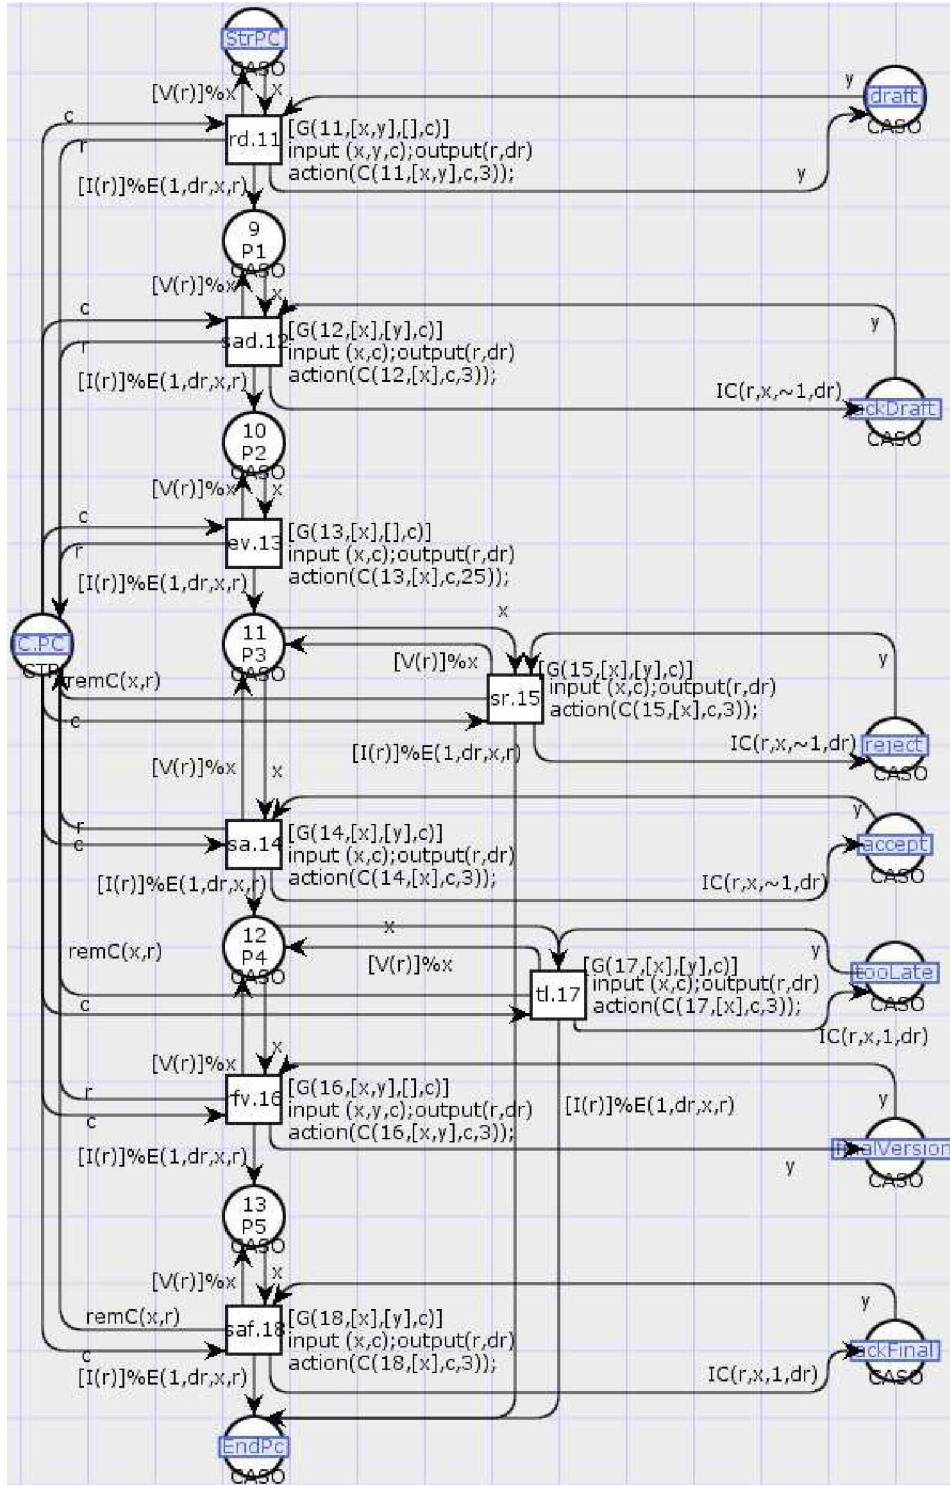 StrPC
CASO
[V(r)]%x
x
y
draft
CASO
c
r
rd.11
[G(11,[x,y],[],c)]
input (x,y,c);output(r,dr)
action(C(11,[x,y],c,3));
y
[I(r)]%E(1,dr,x,r)
9
P1
CASO
[V(r)]%x
x
c
r
sad.12
[G(12,[x],[y],c)]
input (x,c);output(r,dr)
action(C(12,[x],c,3));
y
[I(r)]%E(1,dr,x,r)
IC(r,x,~1,dr)
ackDraft
CASO
10
P2
CASO
[V(r)]%x
x
c
r
ev.13
[G(13,[x],[],c)]
input (x,c);output(r,dr)
action(C(13,[x],c,25));
[I(r)]%E(1,dr,x,r)
C.PC
CTR
11
P3
CASO
x
[V(r)]%x
y
remC(x,r)
c
sr.15
[G(15,[x],[y],c)]
input (x,c);output(r,dr)
action(C(15,[x],c,3));
[I(r)]%E(1,dr,x,r)
IC(r,x,~1,dr)
reject
CASO
[V(r)]%x
x
r
c
sa.14
[G(14,[x],[y],c)]
input (x,c);output(r,dr)
action(C(14,[x],c,3));
y
accept
CASO
[I(r)]%E(1,dr,x,r)
IC(r,x,~1,dr)
12
P4
CASO
x
[V(r)]%x
remC(x,r)
c
tl.17
[G(17,[x],[y],c)]
input (x,c);output(r,dr)
action(C(17,[x],c,3));
y
tooLate
CASO
IC(r,x,1,dr)
[V(r)]%x
x
r
c
fv.16
[G(16,[x,y],[],c)]
input (x,y,c);output(r,dr)
action(C(16,[x,y],c,3));
[I(r)]%E(1,dr,x,r)
y
finalVersion
CASO
[I(r)]%E(1,dr,x,r)
y
13
P5
CASO
[V(r)]%x
x
remC(x,r)
c
saf.18
[G(18,[x],[y],c)]
input (x,c);output(r,dr)
action(C(18,[x],c,3));
y
ackFinal
CASO
[I(r)]%E(1,dr,x,r)
IC(r,x,1,dr)
EndPc
CASO